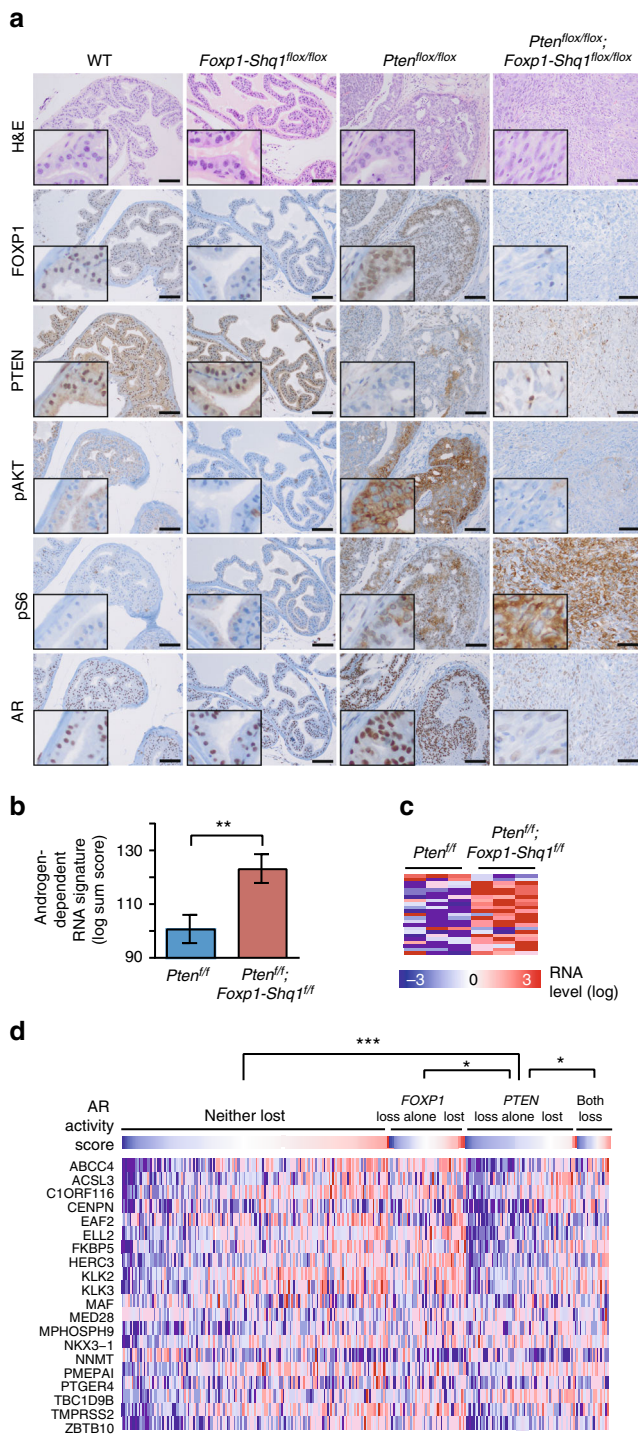 a
WT
Foxp1-Shq1flox/flox
Ptenflox/flox
Ptenflox/flox;
Foxp1-Shq1flox/flox
H&E
FOXP1
PTEN
pAKT
pS6
AR
b
Androgen-
dependent
RNA signature
(log sum score)
130
110
90
**
Ptenf/f
Ptenf/f;
Foxp1-Shq1f/f
c
Ptenf/f
Ptenf/f;
Foxp1-Shq1f/f
−3 0 3
RNA
level (log)
d
***
*
*
AR
activity
score
Neither lost
FOXP1
loss alone lost
PTEN
loss alone lost
Both
loss
ABCC4
ACSL3
C1ORF116
CENPN
EAF2
ELL2
FKBP5
HERC3
KLK2
KLK3
MAF
MED28
MPHOSPH9
NKX3−1
NNMT
PMEPAI
PTGER4
TBC1D9B
TMPRSS2
ZBTB10